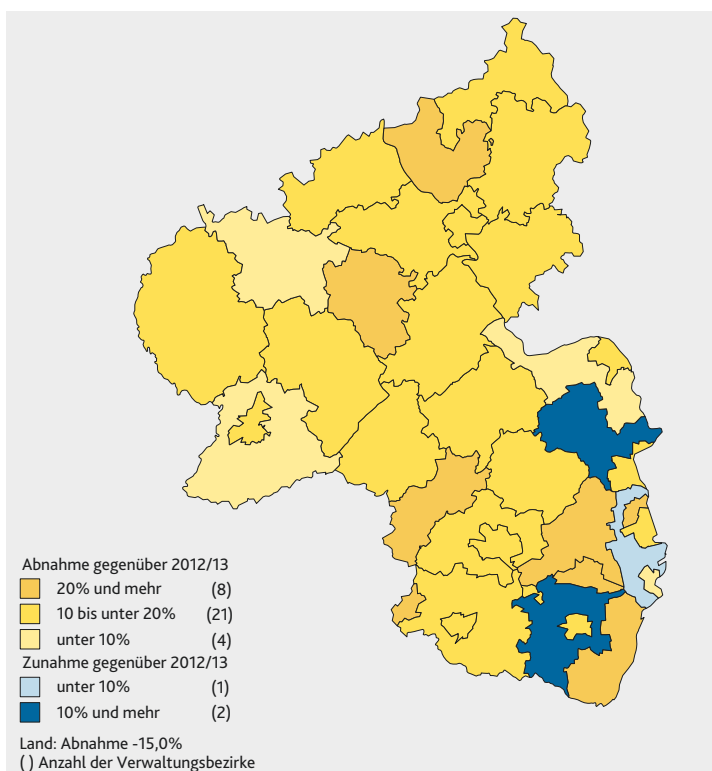 Abnahme gegenüber 2012/13
20% und mehr (8)
10 bis unter 20% (21)
unter 10% (4)
Zunahme gegenüber 2012/13
unter 10% (1)
10% und mehr (2)
Land: Abnahme -15,0%
( ) Anzahl der Verwaltungsbezirke